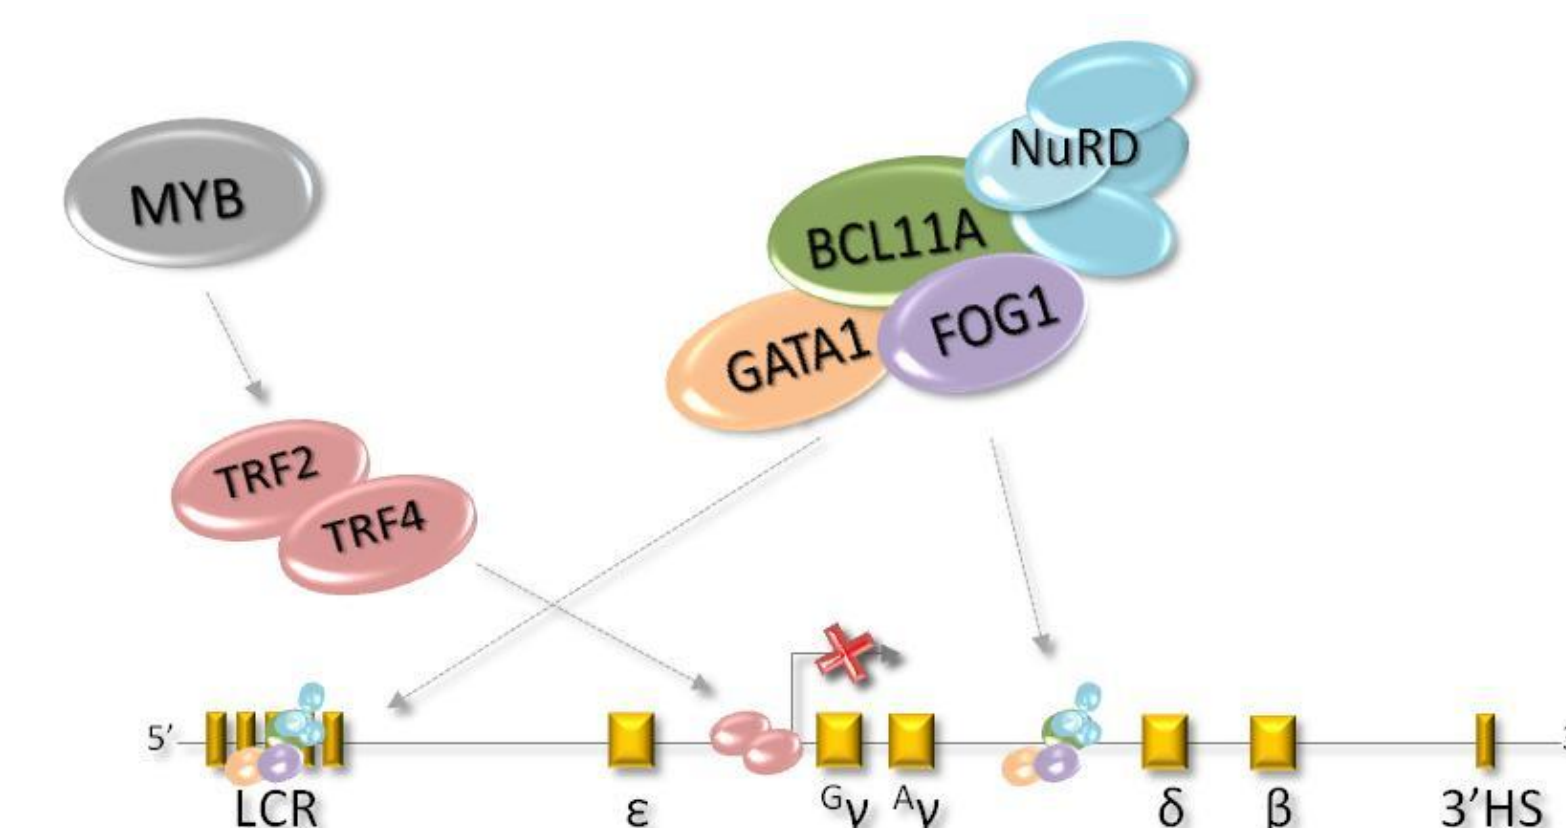 NuRD
MYB
BCL11A
FOG1
GATA1
TRF2
TRF4
5’
LCR
ε
Gγ
Aγ
δ
β
3’HS